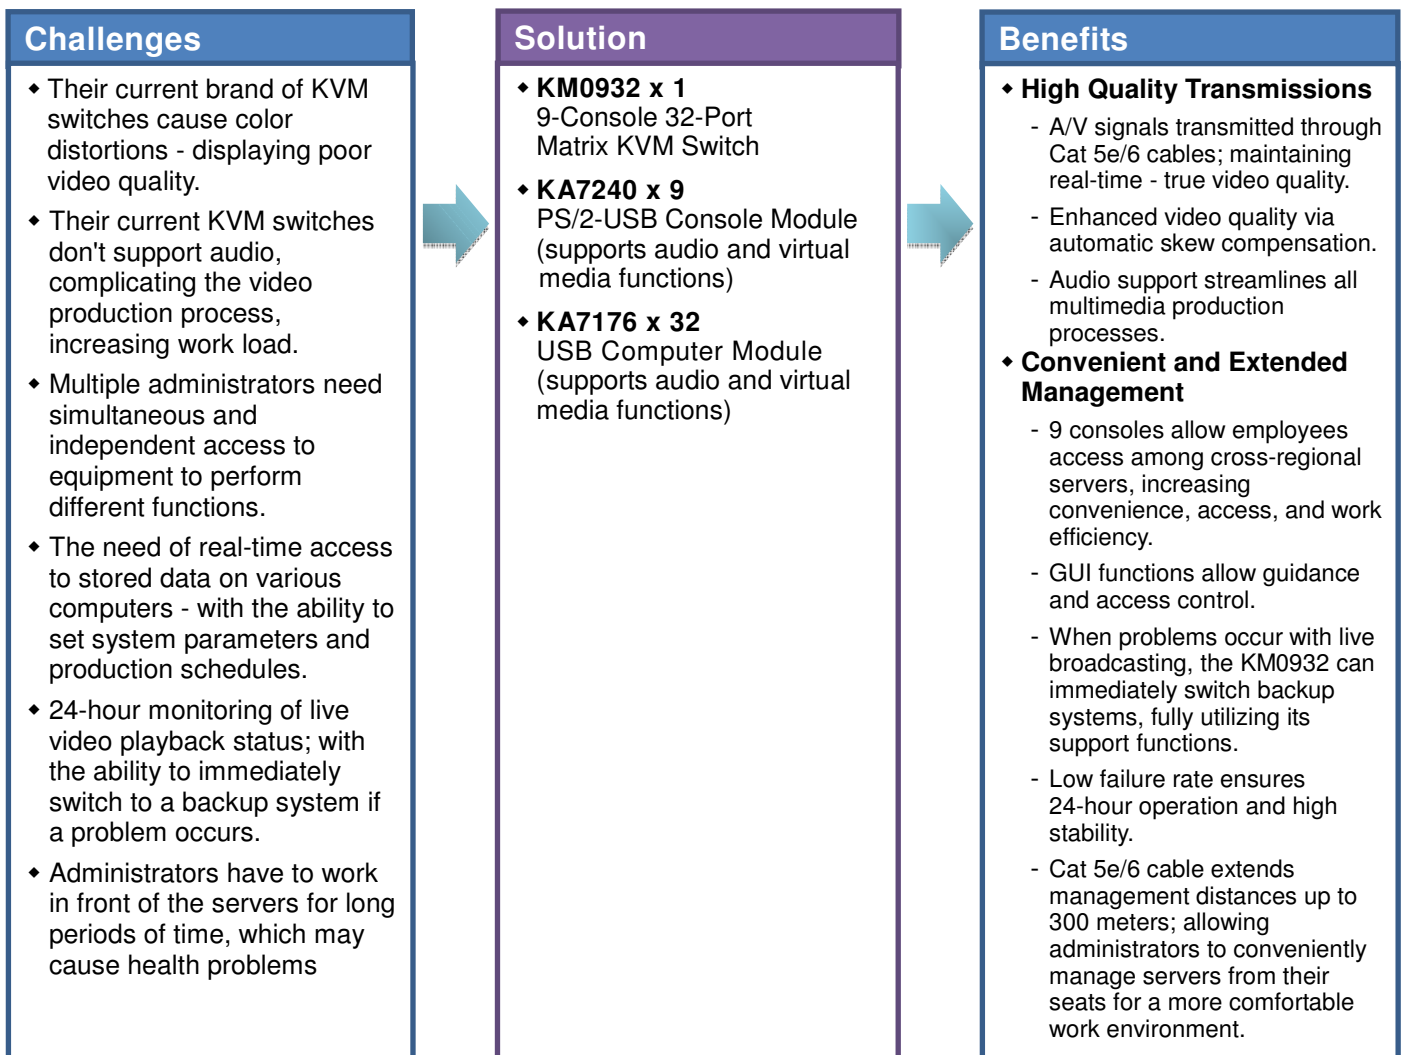 Challenges
◆ Their current brand of KVM
switches cause color
distortions - displaying poor
video quality.
◆ Their current KVM switches
don't support audio,
complicating the video
production process,
increasing work load.
◆ Multiple administrators need
simultaneous and
independent access to
equipment to perform
different functions.
◆ The need of real-time access
to stored data on various
computers - with the ability to
set system parameters and
production schedules.
◆ 24-hour monitoring of live
video playback status; with
the ability to immediately
switch to a backup system if
a problem occurs.
◆ Administrators have to work
in front of the servers for long
periods of time, which may
cause health problems
Solution
◆ KM0932 x 1
9-Console 32-Port
Matrix KVM Switch
◆ KA7240 x 9
PS/2-USB Console Module
(supports audio and virtual
media functions)
◆ KA7176 x 32
USB Computer Module
(supports audio and virtual
media functions)
Benefits
◆ High Quality Transmissions
- A/V signals transmitted through
Cat 5e/6 cables; maintaining
real-time - true video quality.
- Enhanced video quality via
automatic skew compensation.
- Audio support streamlines all
multimedia production
processes.
◆ Convenient and Extended
Management
- 9 consoles allow employees
access among cross-regional
servers, increasing
convenience, access, and work
efficiency.
- GUI functions allow guidance
and access control.
- When problems occur with live
broadcasting, the KM0932 can
immediately switch backup
systems, fully utilizing its
support functions.
- Low failure rate ensures
24-hour operation and high
stability.
- Cat 5e/6 cable extends
management distances up to
300 meters; allowing
administrators to conveniently
manage servers from their
seats for a more comfortable
work environment.